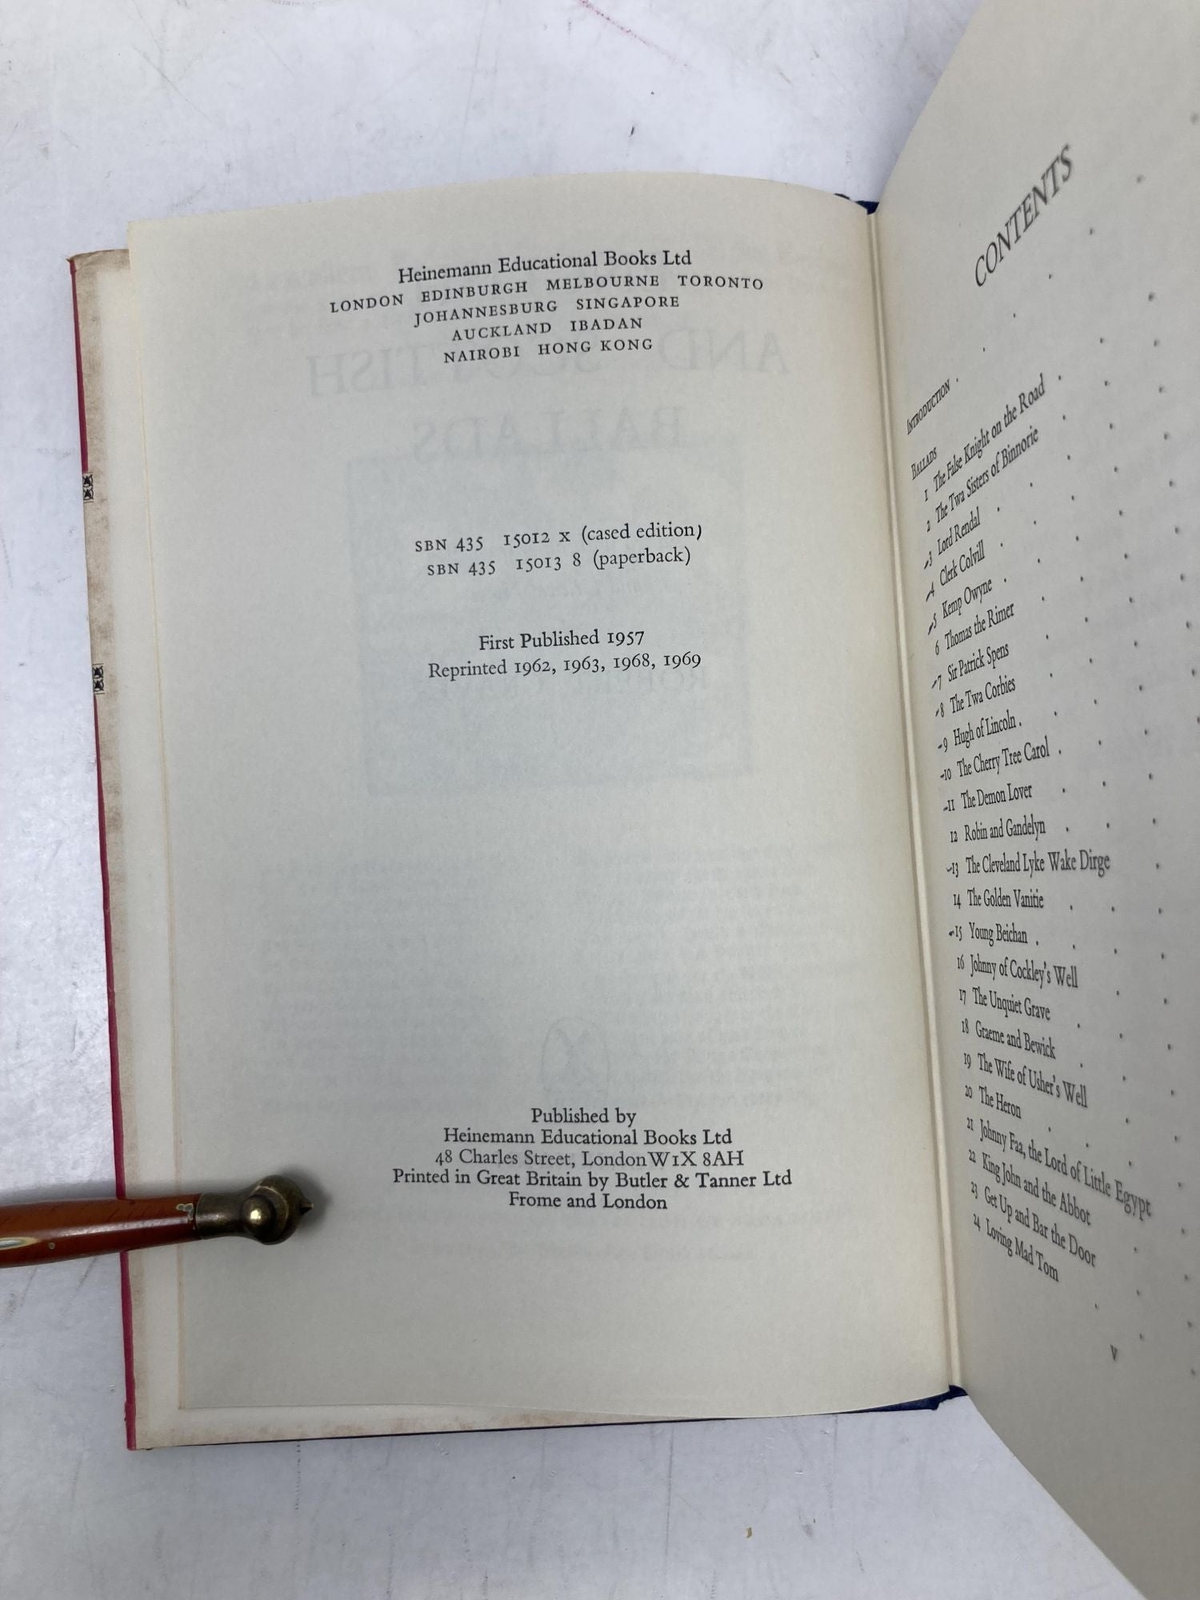 Heinemann Educational Books Ltd
LONDON EDINBURGH MELBOURNE TORONTO
JOHANNESBURG SINGAPORE
AUCKLAND IBADAN
NAIROBI HONG KONG
AND SCOTTISH
BALLADS
SBN 435 15012 x (cased edition)
SBN 435 15013 8 (paperback)
First Published 1957
Reprinted 1962, 1963, 1968, 1969
Published by
Heinemann Educational Books Ltd
48 Charles Street, London W1X 8AH
Printed in Great Britain by Butler & Tanner Ltd
Frome and London
CONTENTS
INTRODUCTION .
BALLADS
1 The False Knight on the Road .
2 The Twa Sisters of Binnorie .
3 Lord Rendal . .
4 Clerk Colvill . .
5 Kemp Owyne . .
6 Thomas the Rimer . .
7 Sir Patrick Spens . .
8 The Twa Corbies . .
9 Hugh of Lincoln . .
10 The Cherry Tree Carol . .
11 The Demon Lover . .
12 Robin and Gandelyn . .
13 The Cleveland Lyke Wake Dirge .
14 The Golden Vanitie . .
15 Young Beichan . .
16 Johnny of Cockley's Well . .
17 The Unquiet Grave . .
18 Graeme and Bewick . .
19 The Wife of Usher's Well . .
20 The Heron . .
21 Johnny Faa, the Lord of Little Egypt .
22 King John and the Abbot .
23 Get Up and Bar the Door .
24 Loving Mad Tom . .
v